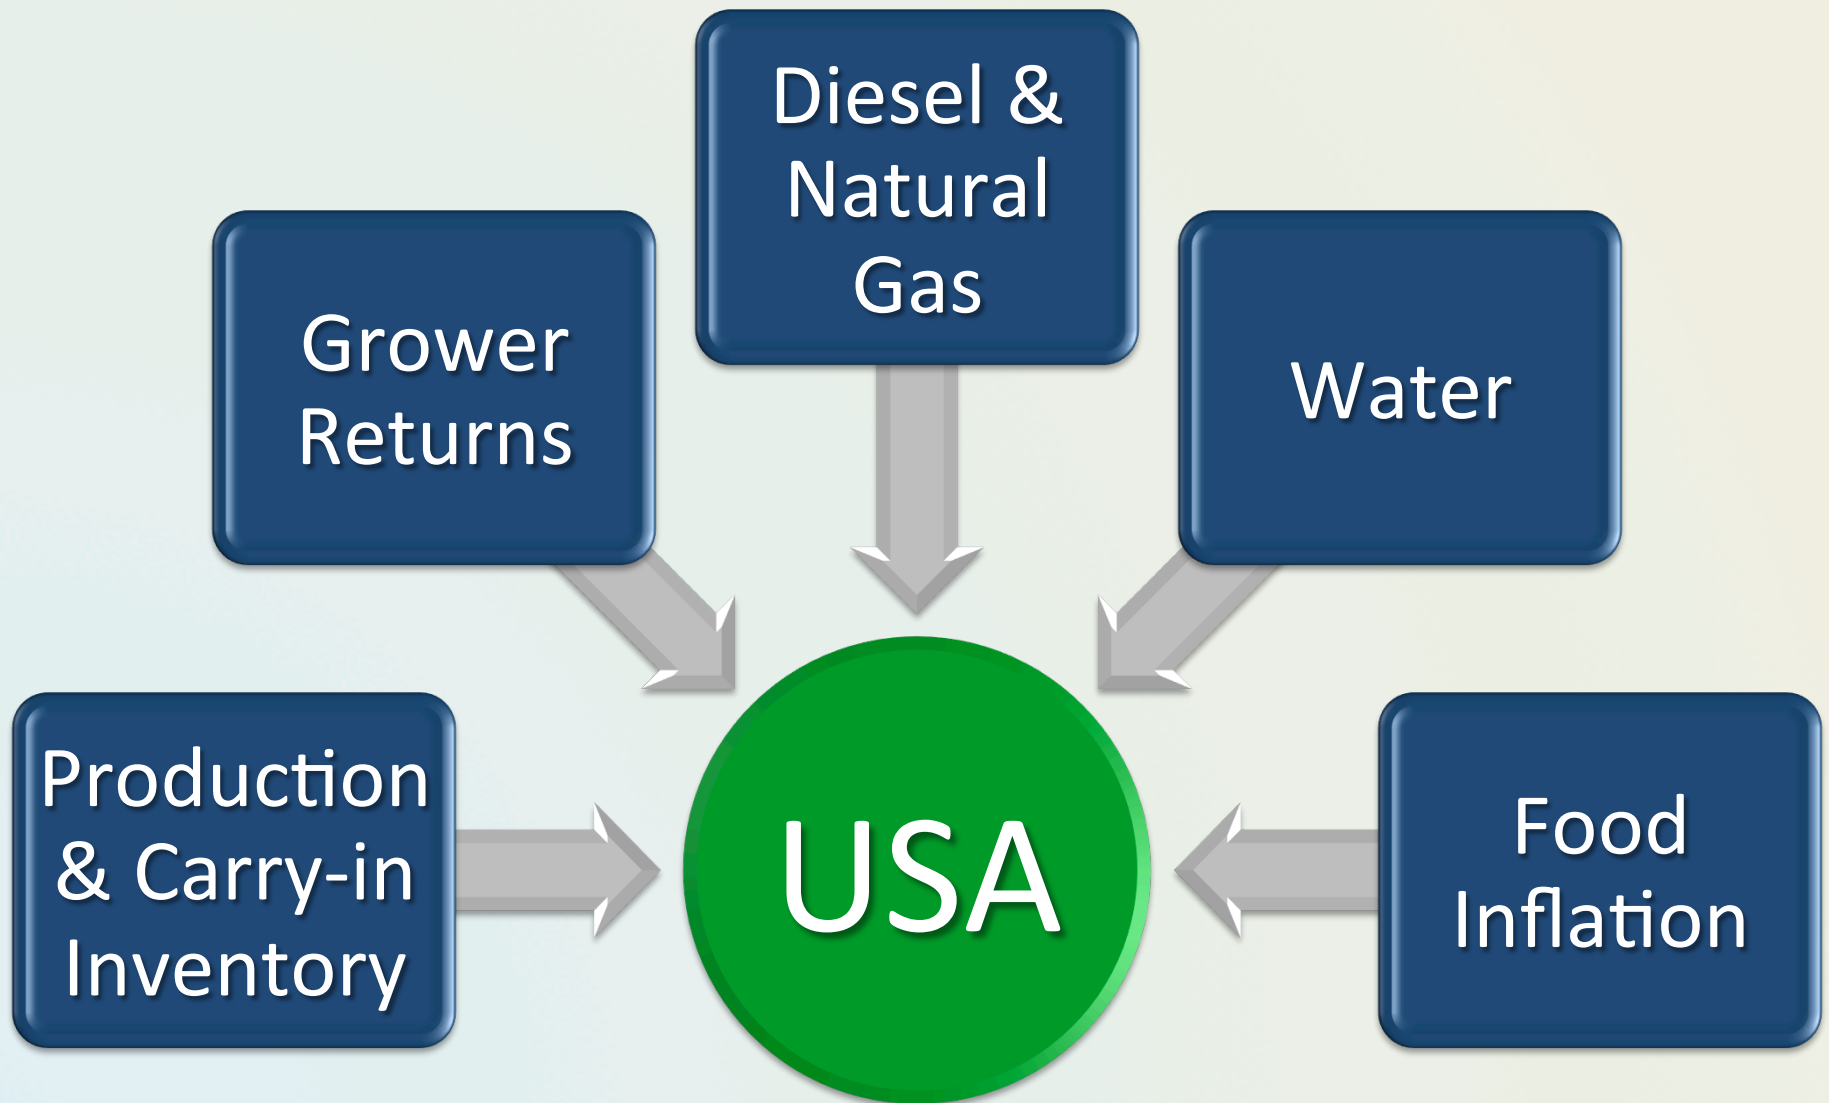 Diesel &
Natural
Gas
Grower
Returns
Water
Production
& Carry-in
Inventory
USA
Food
Inflation